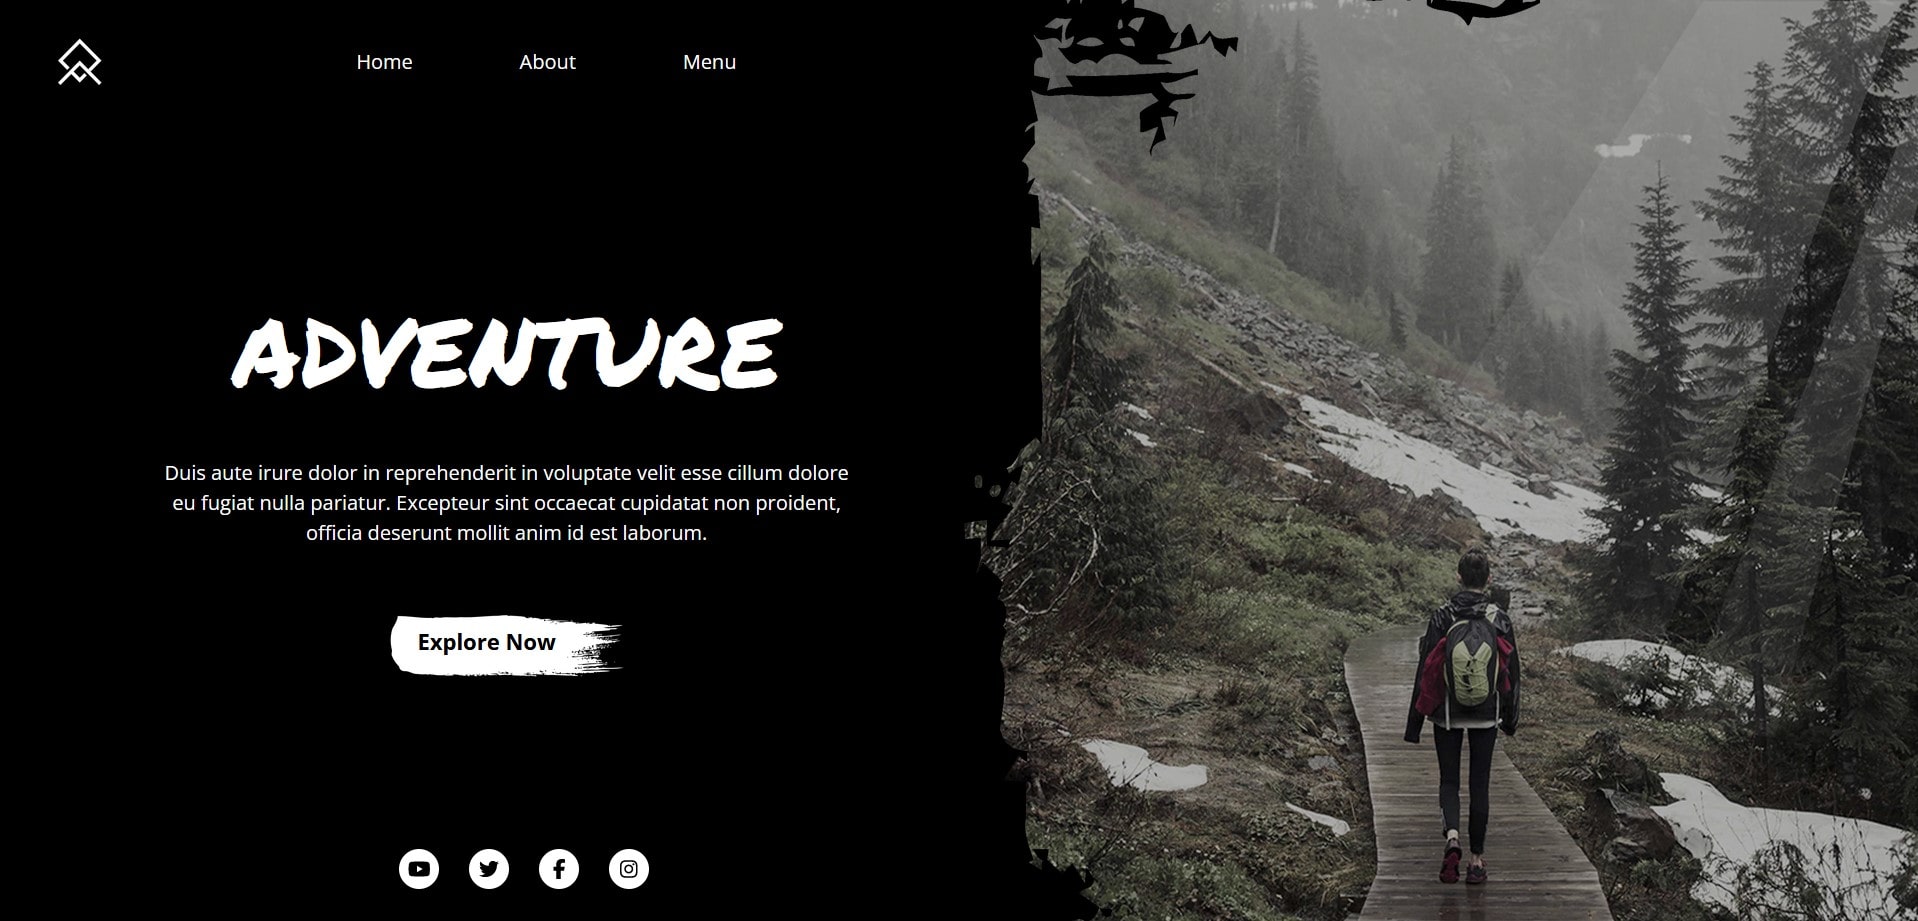 Home
About
Menu
ADVENTURE
Duis aute irure dolor in reprehenderit in voluptate velit esse cillum dolore
eu fugiat nulla pariatur. Excepteur sint occaecat cupidatat non proident,
officia deserunt mollit anim id est laborum.
Explore Now